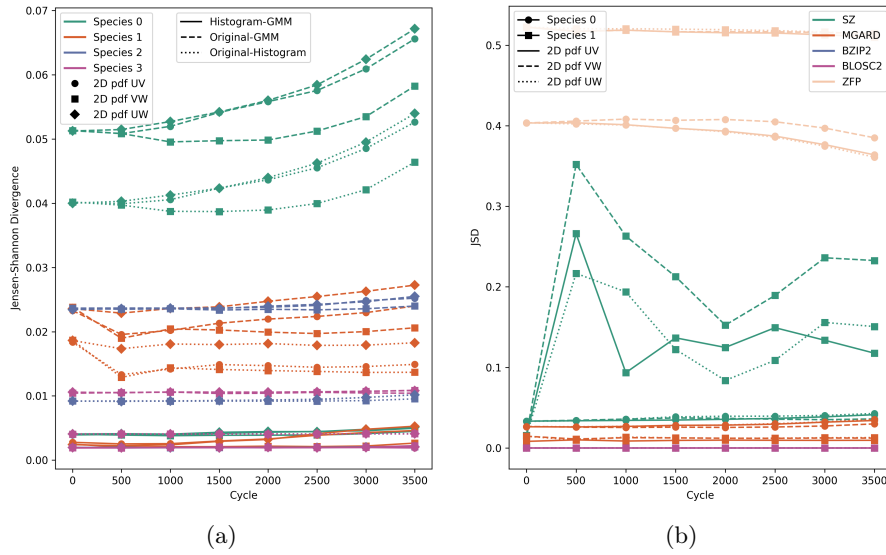 Species 0
Species 1
Species 2
Species 3
2D pdf UV
2D pdf VW
2D pdf UW
Histogram-GMM
Original-GMM
Original-Histogram
0.07
0.06
0.05
0.04
0.03
0.02
0.01
0.00
Jensen-Shannon Divergence
0 500 1000 1500 2000 2500 3000 3500
Cycle
(a)
Species 0
Species 1
2D pdf UV
2D pdf VW
2D pdf UW
SZ
MGARD
BZIP2
BLOSC2
ZFP
0.5
0.4
0.3
0.2
0.1
0.0
JSD
0 500 1000 1500 2000 2500 3000 3500
Cycle
(b)